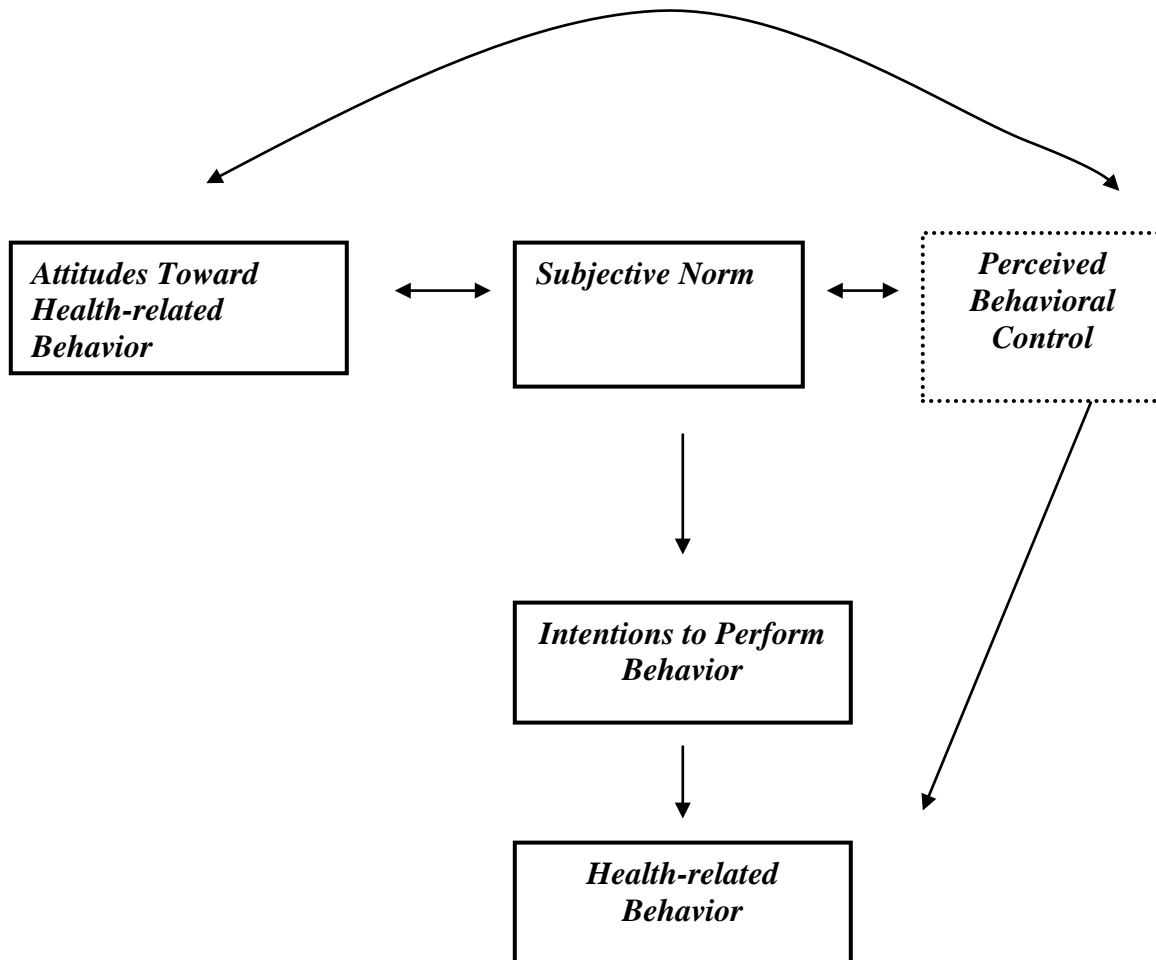 Attitudes Toward
Health-related
Behavior
Subjective Norm
Perceived
Behavioral
Control
Intentions to Perform
Behavior
Health-related
Behavior